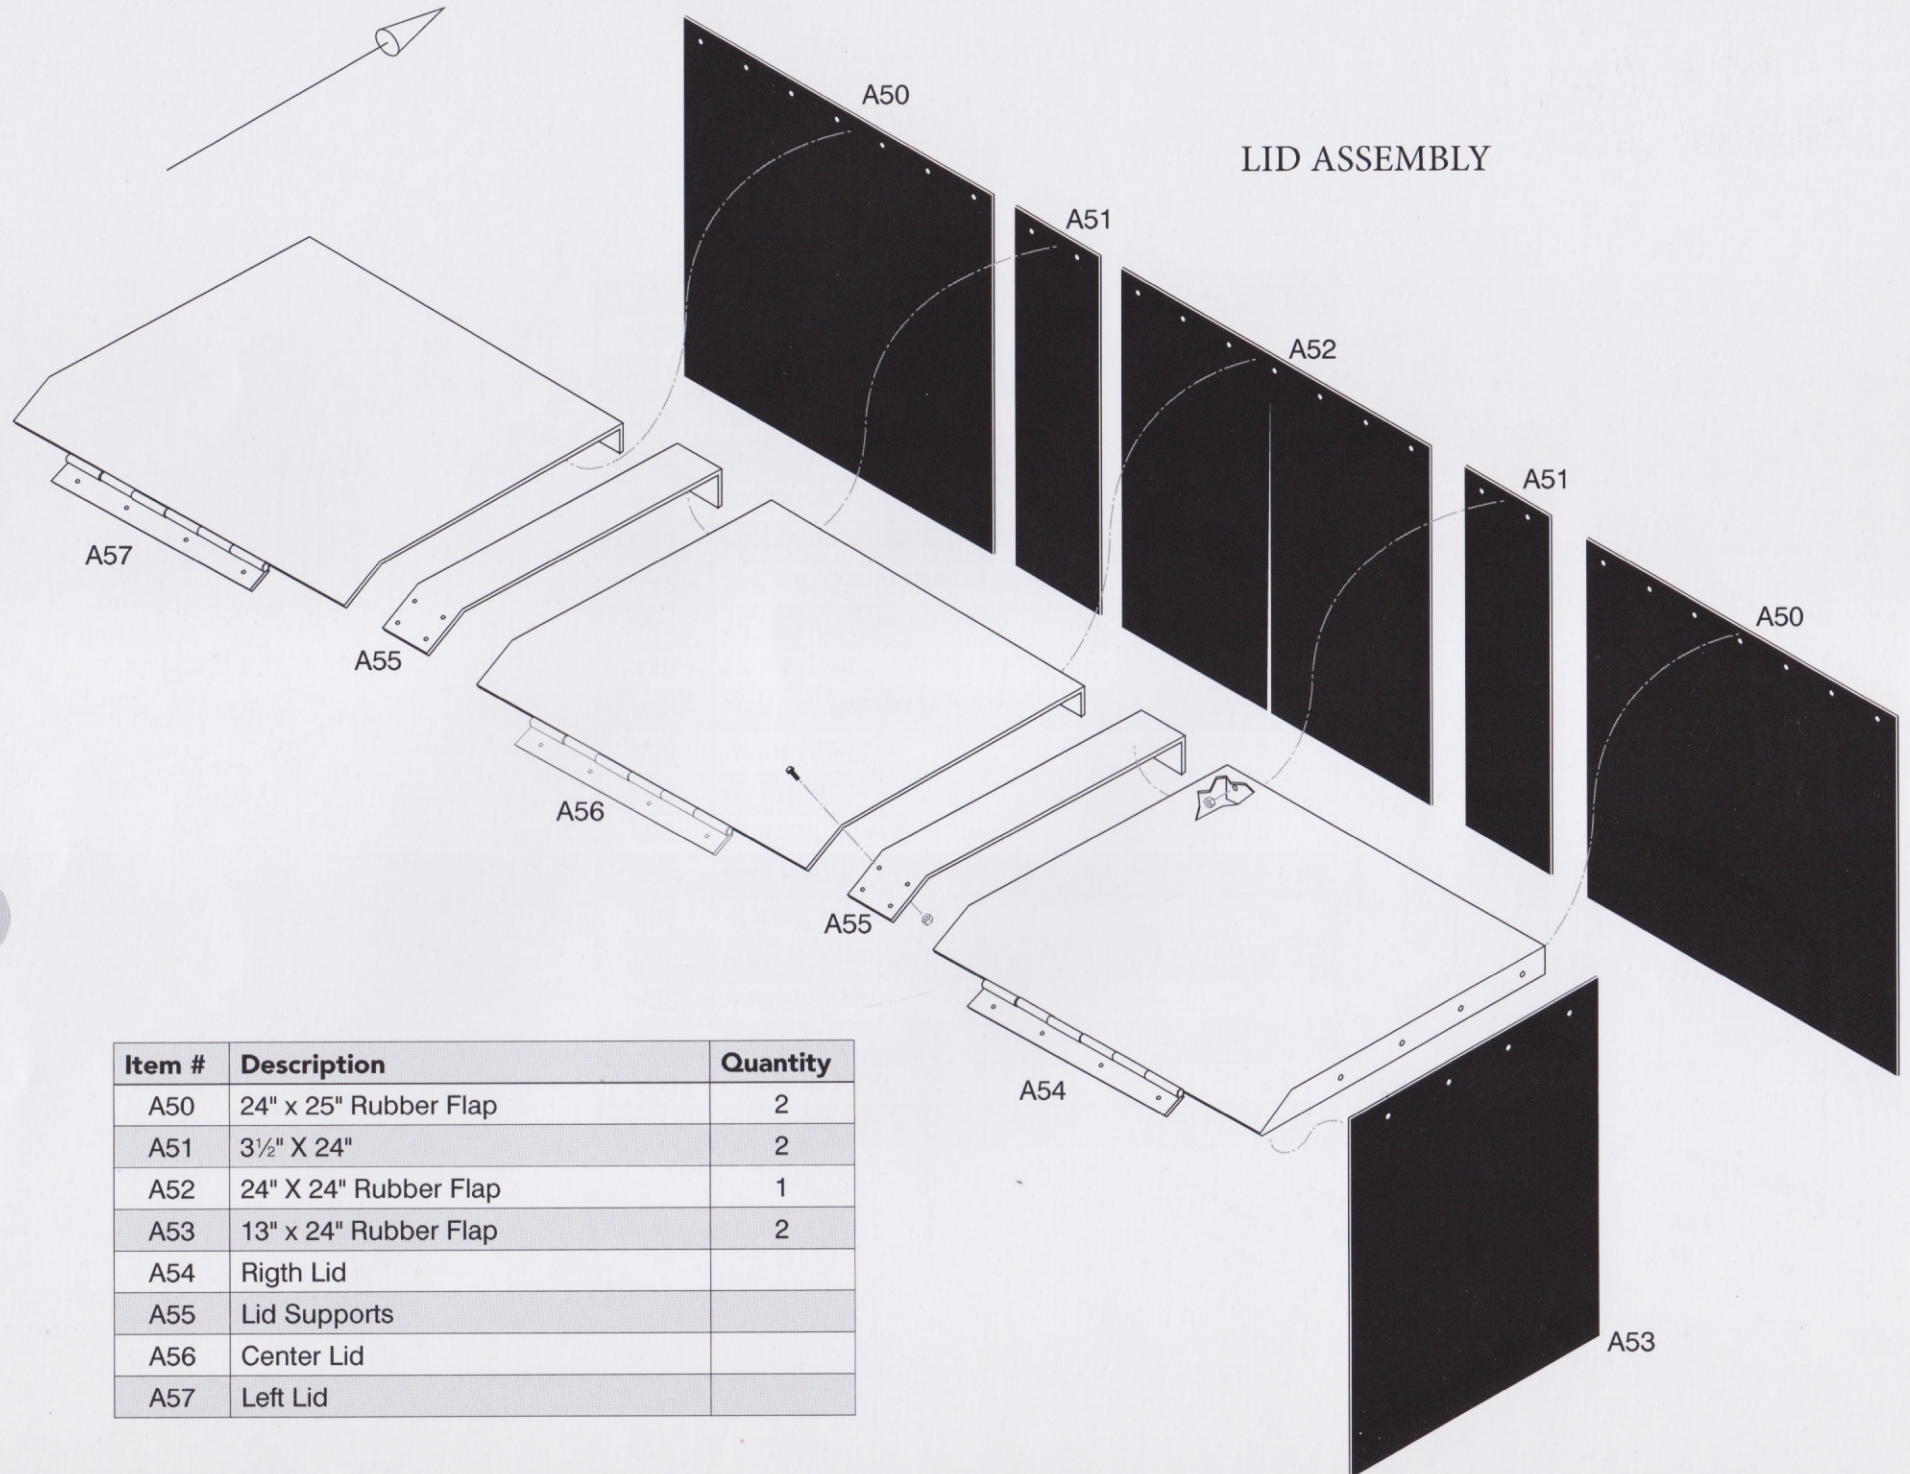 A50
LID ASSEMBLY
A51
A52
A51
A57
A50
A55
A56
A55
A54
A53
Item # Description Quantity
A50 24" x 25" Rubber Flap 2
A51 3½" X 24" 2
A52 24" X 24" Rubber Flap 1
A53 13" x 24" Rubber Flap 2
A54 Rigth Lid
A55 Lid Supports
A56 Center Lid
A57 Left Lid